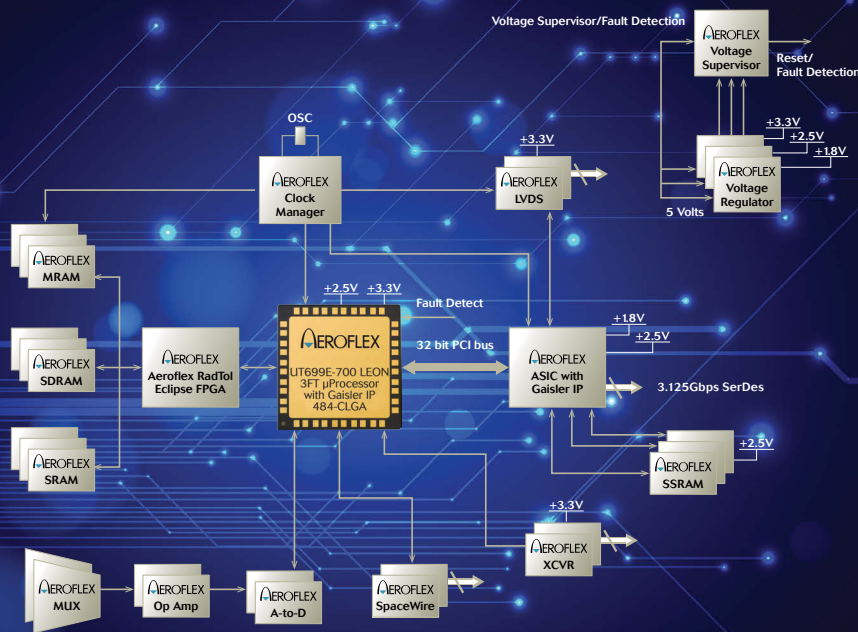 Voltage Supervisor/Fault Detection
AEROFLEX
Voltage
Supervisor
Reset/
Fault Detection
+3.3V
+2.5V
+1.8V
AEROFLEX
Voltage
Regulator
5 Volts
OSC
AEROFLEX
Clock
Manager
+3.3V
AEROFLEX
LVDS
AEROFLEX
MRAM
+2.5V
+3.3V
Fault Detect
AEROFLEX
SDRAM
AEROFLEX
Aeroflex RadTol
Eclipse FPGA
AEROFLEX
UT699E-700 LEON
3FT µProcessor
with Gaisler IP
484-CLGA
32 bit PCI bus
+1.8V
+2.5V
AEROFLEX
ASIC with
Gaisler IP
3.125Gbps SerDes
AEROFLEX
SRAM
+2.5V
AEROFLEX
SSRAM
+3.3V
AEROFLEX
XCVR
AEROFLEX
MUX
AEROFLEX
Op Amp
AEROFLEX
A-to-D
AEROFLEX
SpaceWire